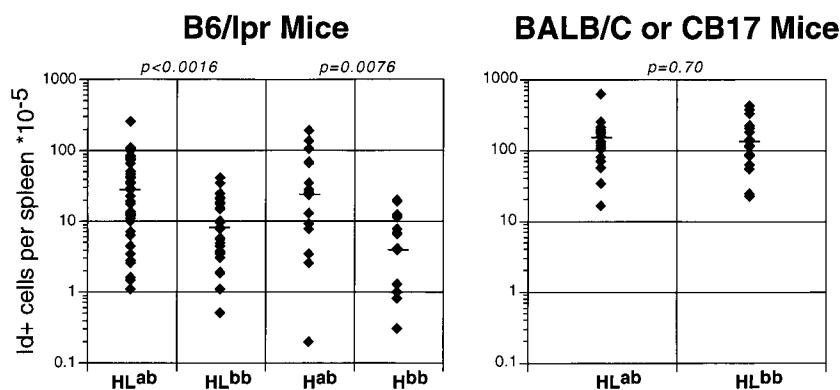 B6/lpr Mice
BALB/C or CB17 Mice
p<0.0016
p=0.0076
p=0.70
Id+ cells per spleen *10-5
1000
100
10
1
0.1
HLab
HLbb
Hab
Hbb
1000
100
10
1
0.1
HLab
HLbb